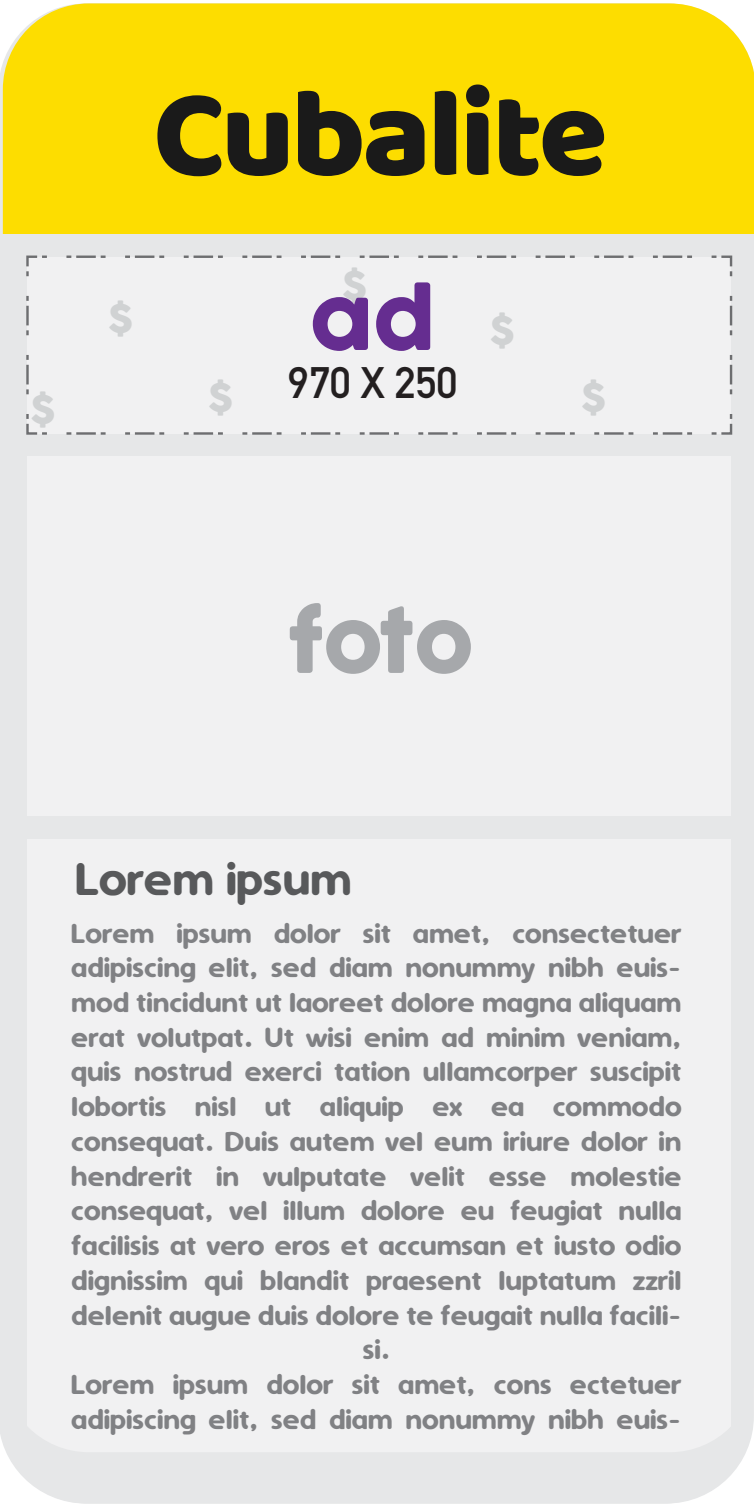 Cubalite
$
$
ad
$
970 X 250
$
$
$
foto
Lorem ipsum
Lorem ipsum dolor sit amet, consectetuer
adipiscing elit, sed diam nonummy nibh euis-
mod tincidunt ut laoreet dolore magna aliquam
erat volutpat. Ut wisi enim ad minim veniam,
quis nostrud exerci tation ullamcorper suscipit
lobortis nisl ut aliquip ex ea commodo
consequat. Duis autem vel eum iriure dolor in
hendrerit in vulputate velit esse molestie
consequat, vel illum dolore eu feugiat nulla
facilisis at vero eros et accumsan et iusto odio
dignissim qui blandit praesent luptatum zzril
delenit augue duis dolore te feugait nulla facili-
si.
Lorem ipsum dolor sit amet, cons ectetuer
adipiscing elit, sed diam nonummy nibh euis-